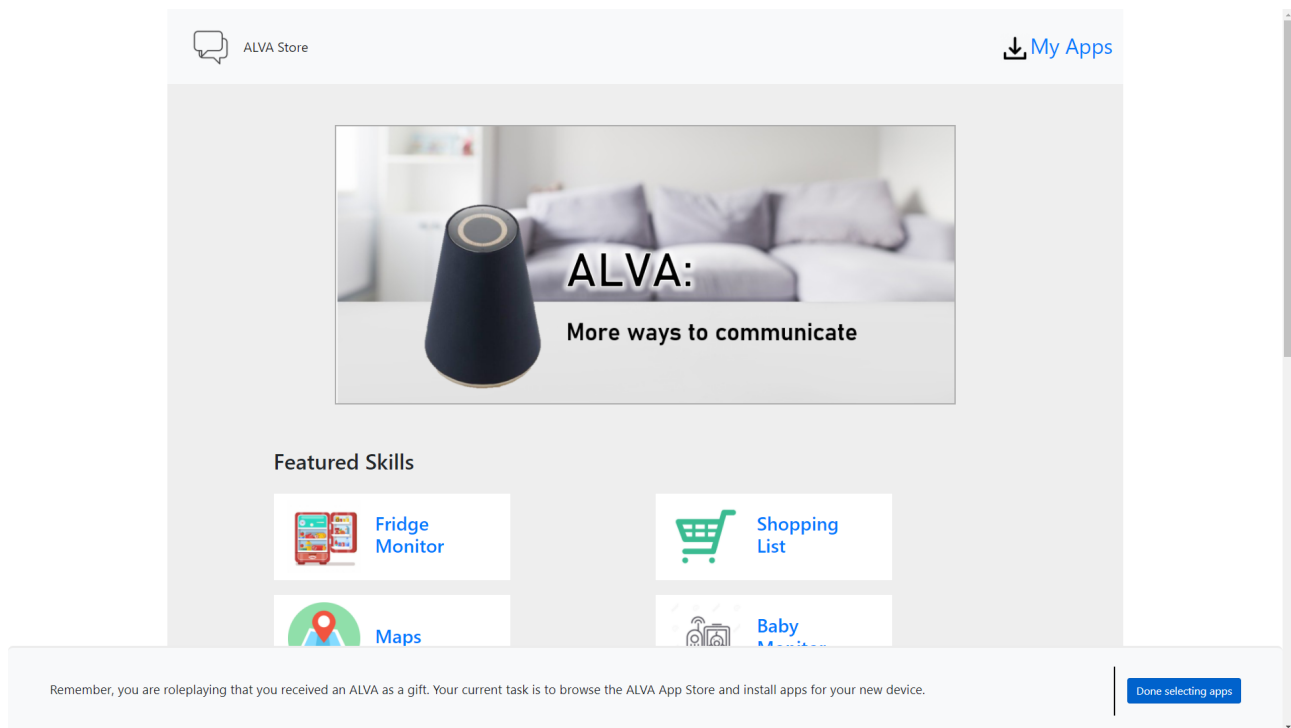 ALVA Store
My Apps
ALVA:
More ways to communicate
Featured Skills
Fridge
Monitor
Shopping
List
Maps
Baby
Monitor
Remember, you are roleplaying that you received an ALVA as a gift. Your current task is to browse the ALVA App Store and install apps for your new device.
Done selecting apps